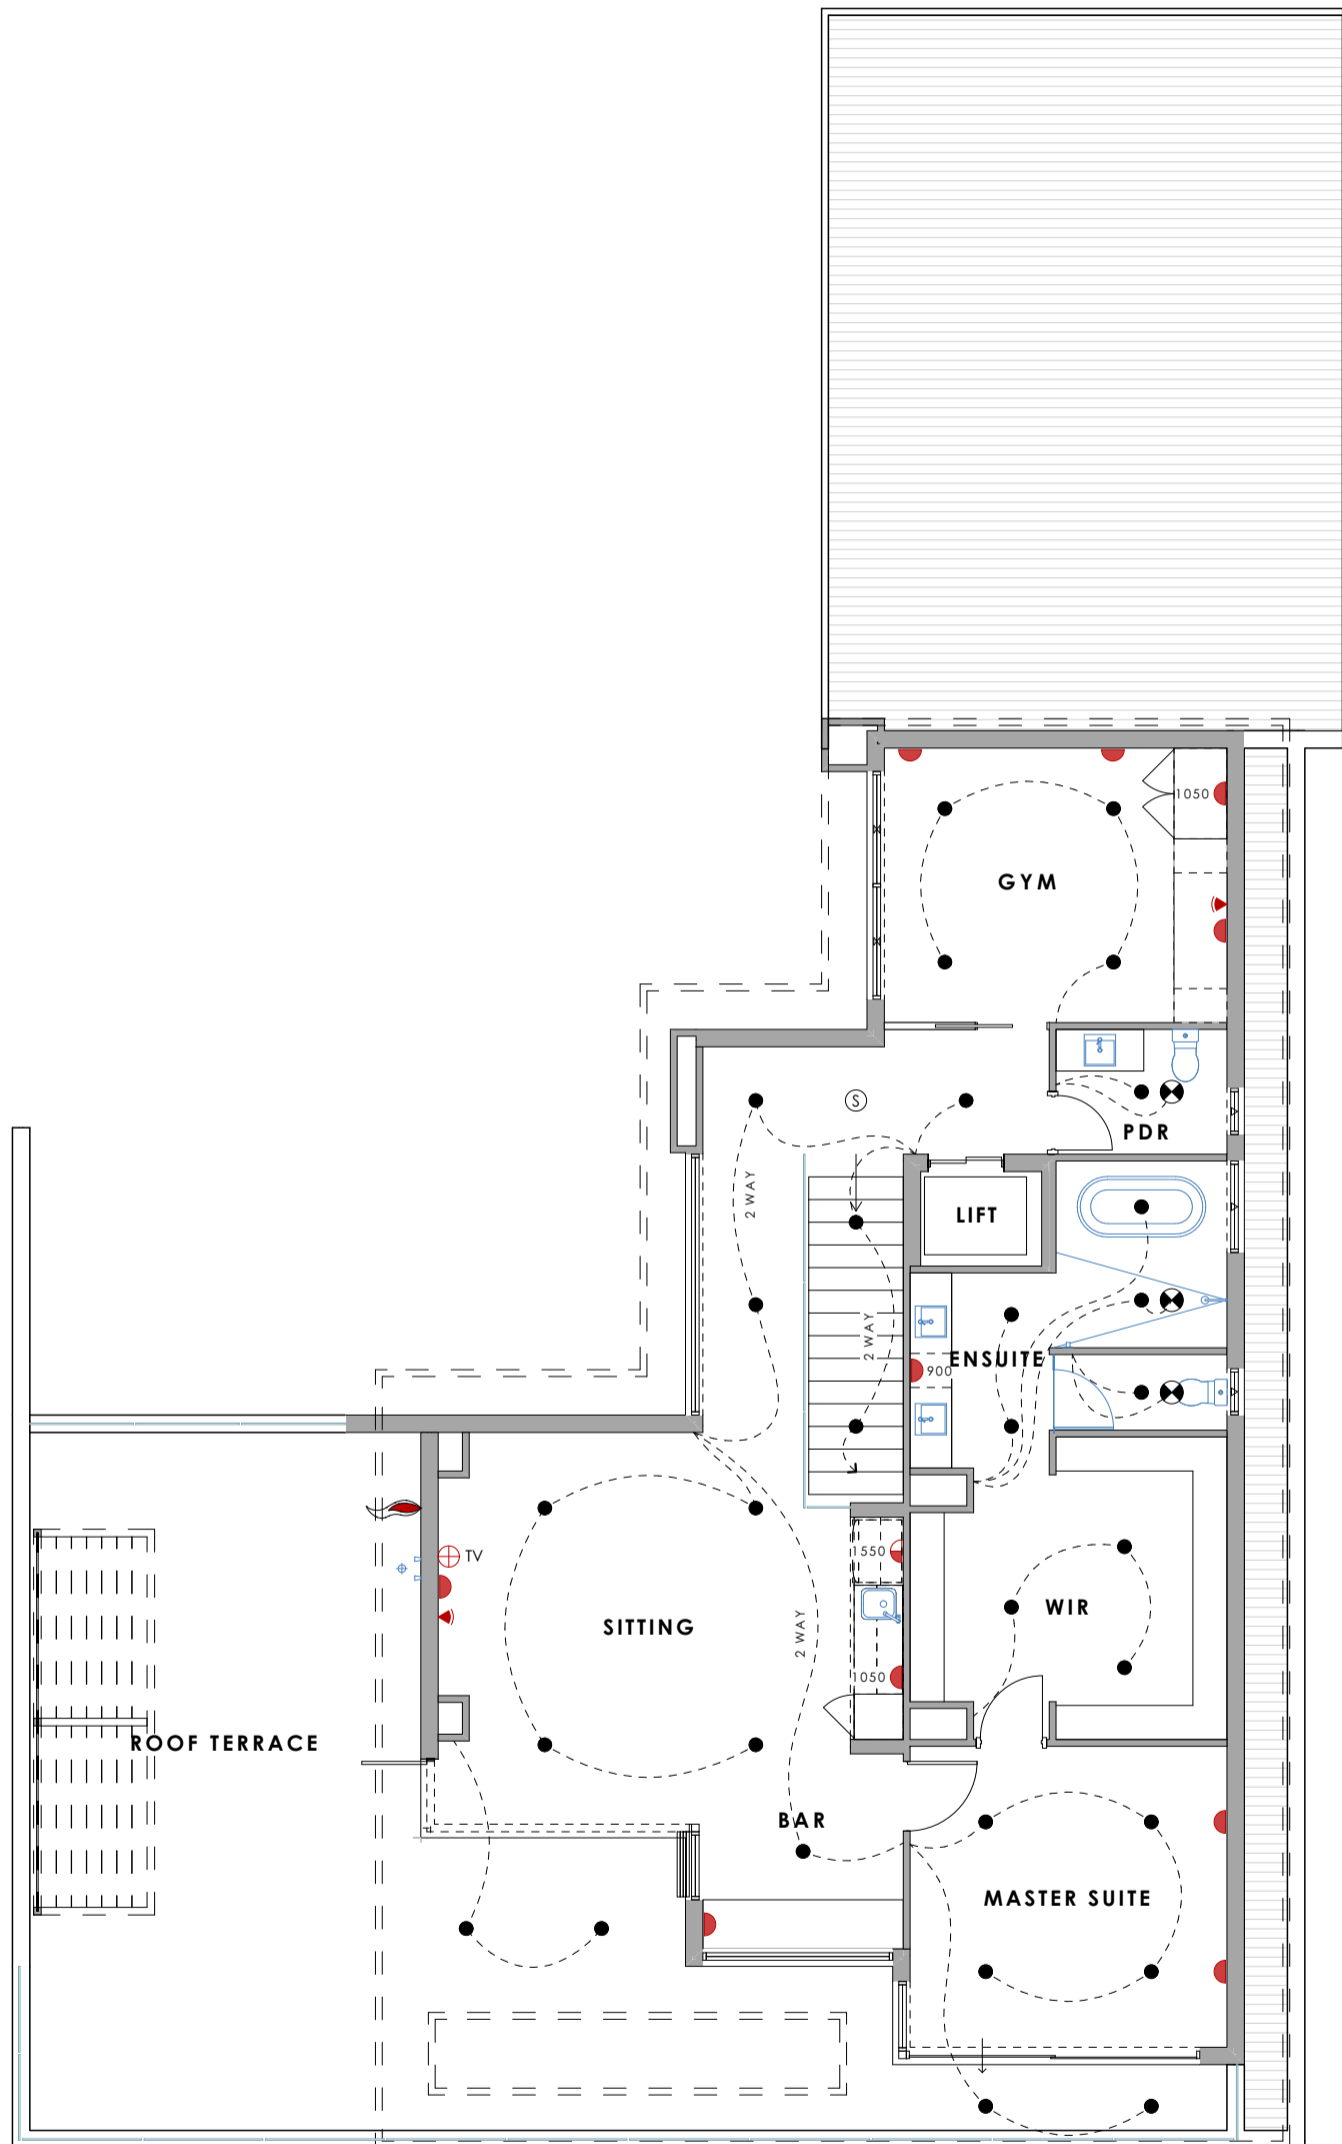 1050
GYM
S
PDR
2 WAY
LIFT
2 WAY
ENSUITE
900
1550
TV
WIR
SITTING
2 WAY
1050
ROOF TERRACE
BAR
MASTER SUITE